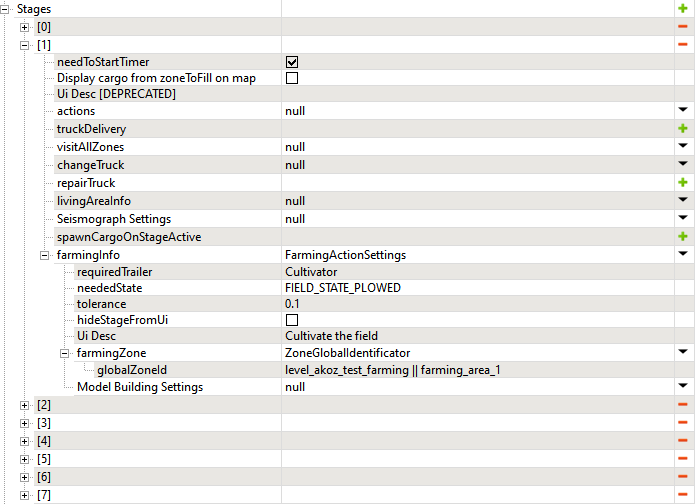 Stages
[0]
[1]
needToStartTimer
Display cargo from zoneToFill on map
Ui Desc [DEPRECATED]
actions null
truckDelivery
visitAllZones null
changeTruck null
repairTruck
livingAreaInfo null
Seismograph Settings null
spawnCargoOnStageActive
farmingInfo FarmingActionSettings
requiredTrailer Cultivator
neededState FIELD_STATE_PLOWED
tolerance 0.1
hideStageFromUi
Ui Desc Cultivate the field
farmingZone ZoneGlobalIdentificator
globalZoneId level_akoz_test_farming || farming_area_1
Model Building Settings null
[2]
[3]
[4]
[5]
[6]
[7]